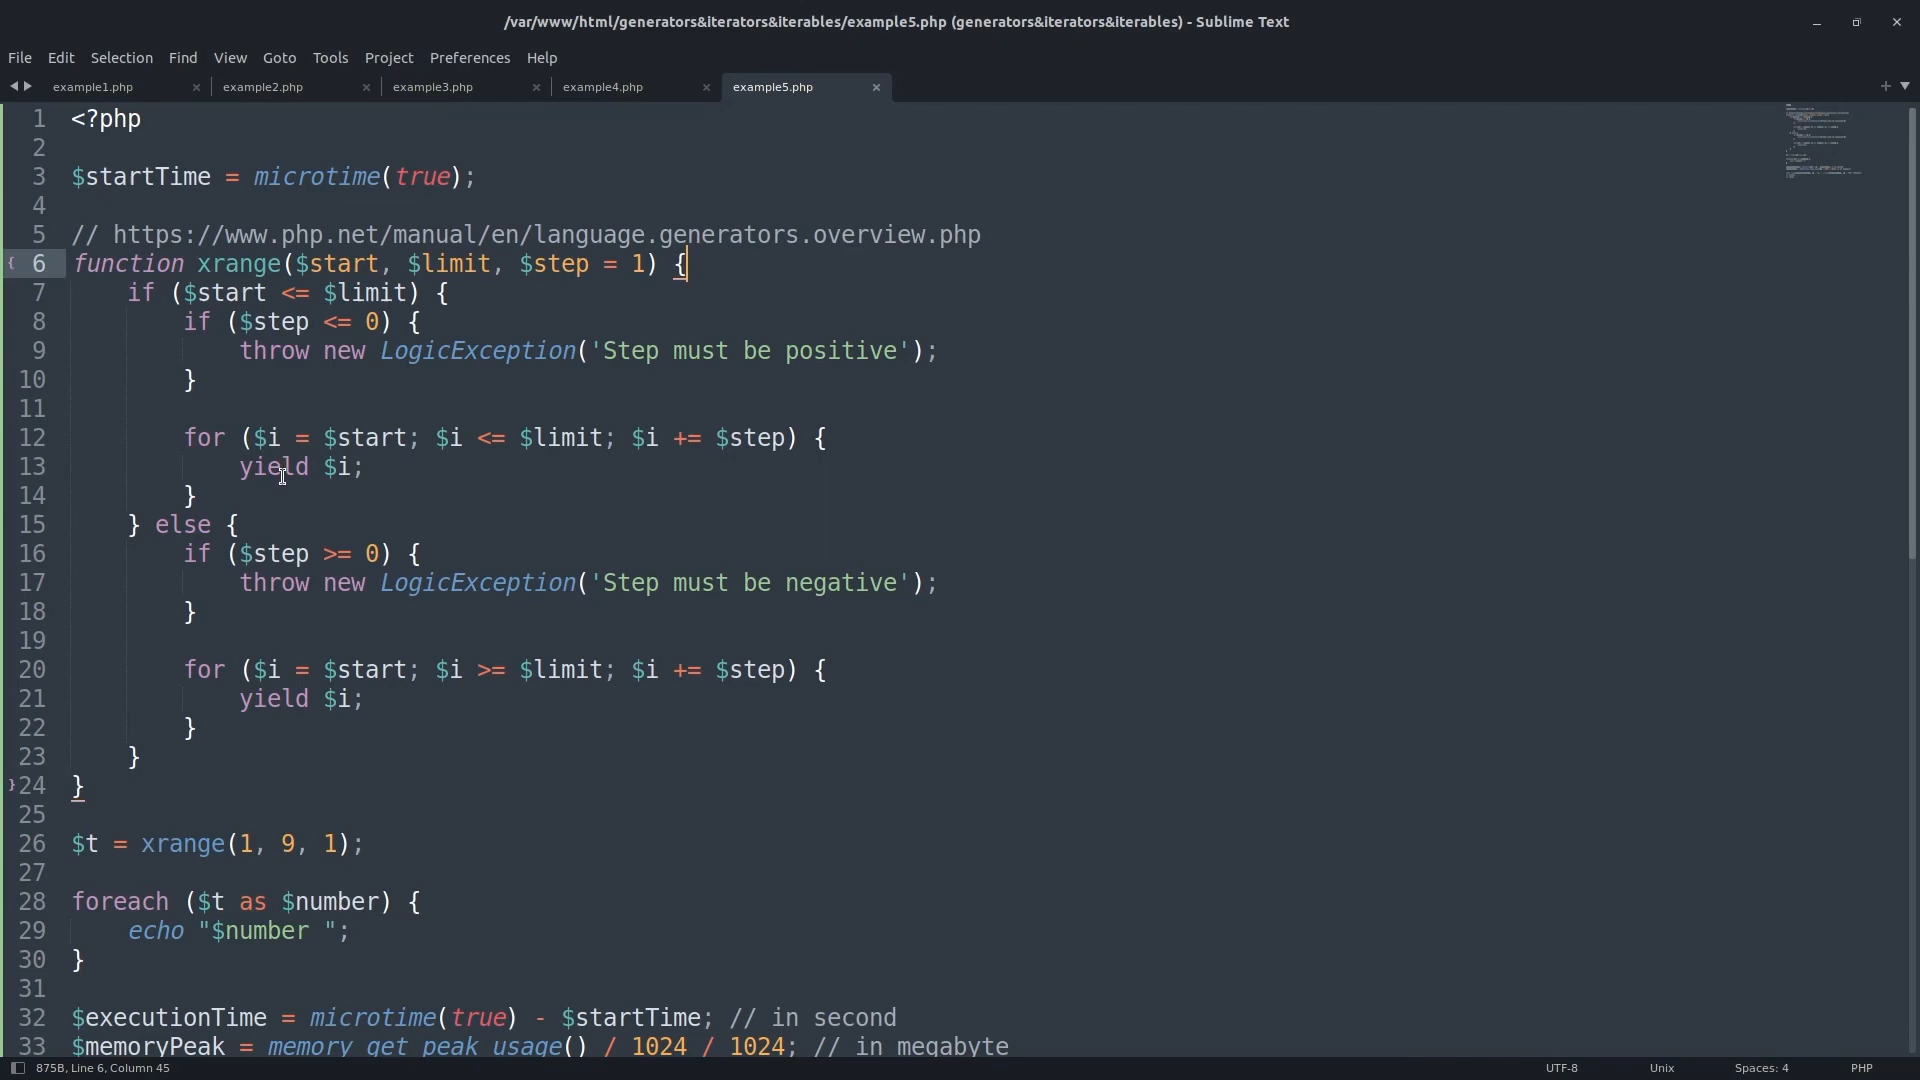 /var/www/html/generators&iterators&iterables/example5.php (generators&iterators&iterables) - Sublime Text
File Edit Selection Find View Goto Tools Project Preferences Help
example1.php example2.php example3.php example4.php example5.php
1 <?php
2
3 $startTime = microtime(true);
4
5 // https://www.php.net/manual/en/language.generators.overview.php
6 function xrange($start, $limit, $step = 1) {
7     if ($start <= $limit) {
8         if ($step <= 0) {
9             throw new LogicException('Step must be positive');
10         }
11
12         for ($i = $start; $i <= $limit; $i += $step) {
13             yield $i;
14         }
15     } else {
16         if ($step >= 0) {
17             throw new LogicException('Step must be negative');
18         }
19
20         for ($i = $start; $i >= $limit; $i += $step) {
21             yield $i;
22         }
23     }
24 }
25
26 $t = xrange(1, 9, 1);
27
28 foreach ($t as $number) {
29     echo "$number ";
30 }
31
32 $executionTime = microtime(true) - $startTime; // in second
33 $memoryPeak = memory_get_peak_usage() / 1024 / 1024; // in megabyte
875B, Line 6, Column 45 UTF-8 Unix Spaces: 4 PHP